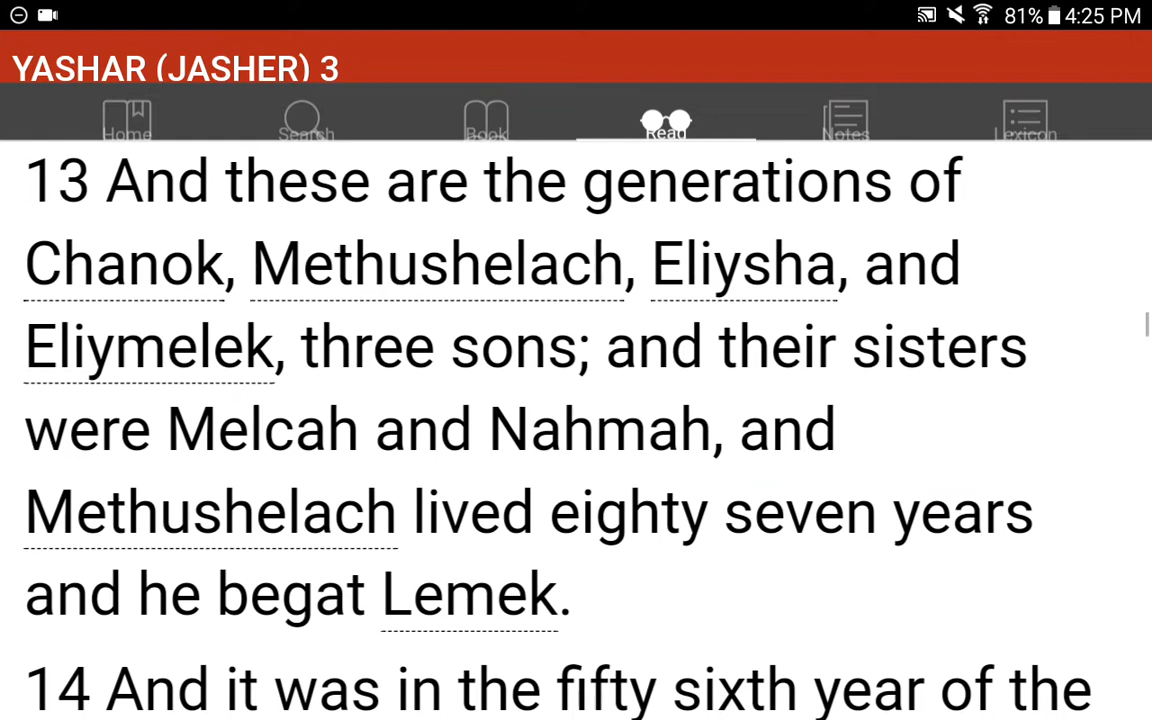 81% 4:25 PM
YASHAR (JASHER) 3
Home Search Book Read Notes Lexicon
13 And these are the generations of
Chanok, Methushelach, Eliysha, and
Eliymelek, three sons; and their sisters
were Melcah and Nahmah, and
Methushelach lived eighty seven years
and he begat Lemek.
14 And it was in the fifty sixth year of the